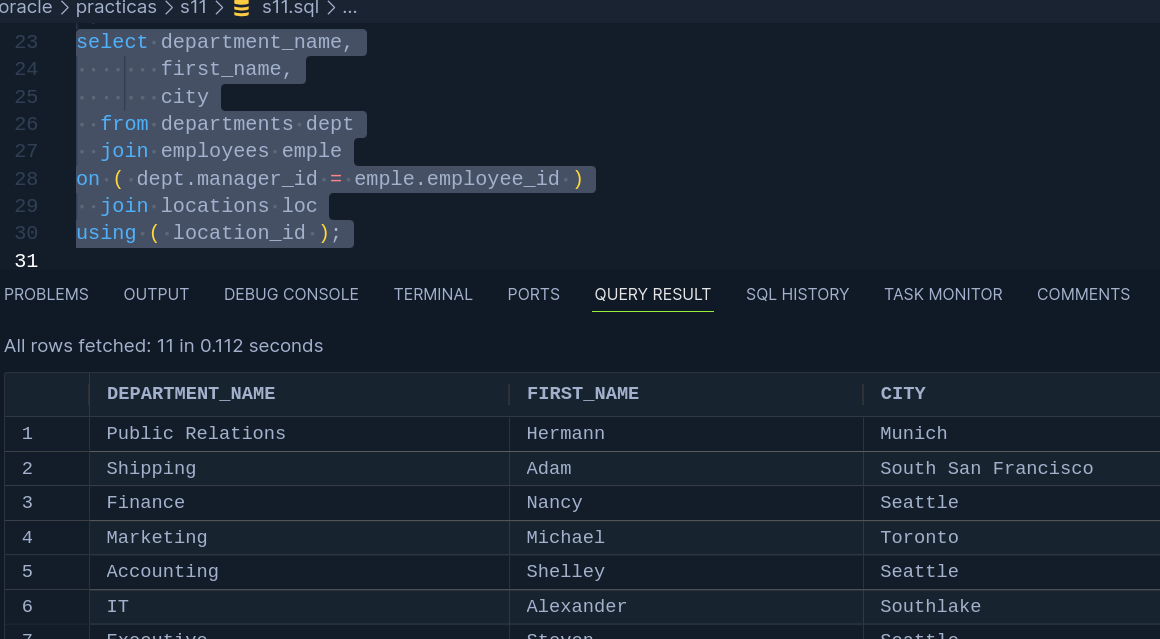 oracle > practicas > s11 > s11.sql > ...
23 select department_name,
24 first_name,
25 city
26 from departments dept
27 join employees emple
28 on ( dept.manager_id = emple.employee_id )
29 join locations loc
30 using ( location_id );
31
PROBLEMS OUTPUT DEBUG CONSOLE TERMINAL PORTS QUERY RESULT SQL HISTORY TASK MONITOR COMMENTS
All rows fetched: 11 in 0.112 seconds
DEPARTMENT_NAME FIRST_NAME CITY
1 Public Relations Hermann Munich
2 Shipping Adam South San Francisco
3 Finance Nancy Seattle
4 Marketing Michael Toronto
5 Accounting Shelley Seattle
6 IT Alexander Southlake
7 Executive Steven Seattle